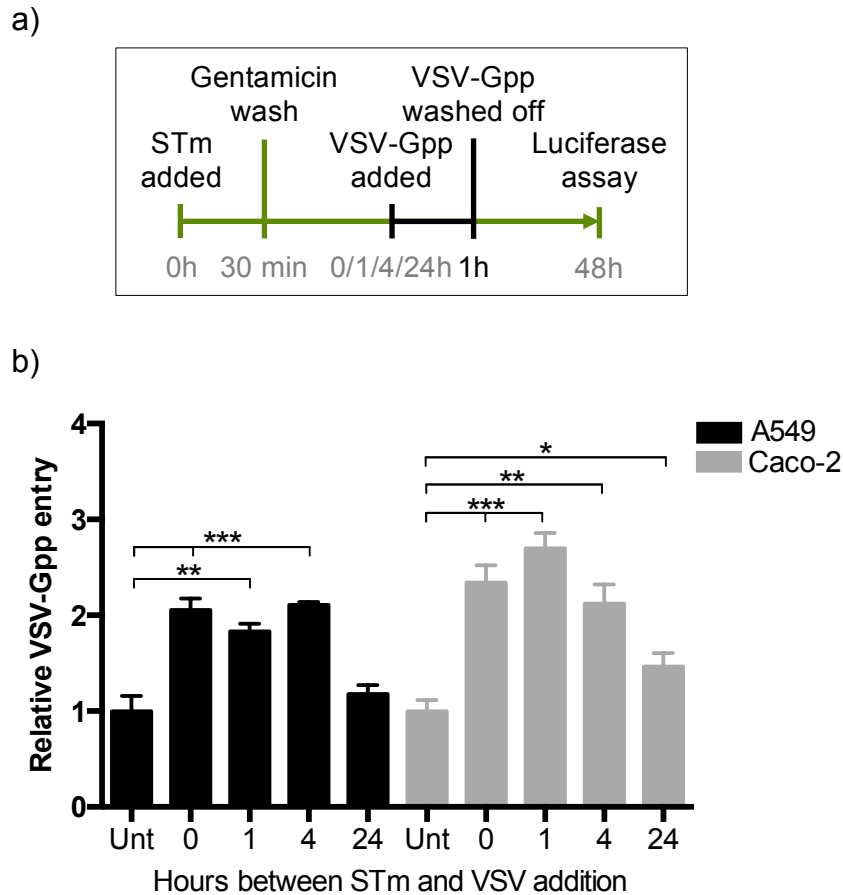 a)
Gentamicin
wash
VSV-Gpp
washed off
STm
added
VSV-Gpp
added
Luciferase
assay
0h
30 min
0/1/4/24h
1h
48h
b)
Relative VSV-Gpp entry
4
3
2
1
0
A549
Caco-2
***
**
*
**
***
Unt 0 1 4 24 Unt 0 1 4 24
Hours between STm and VSV addition